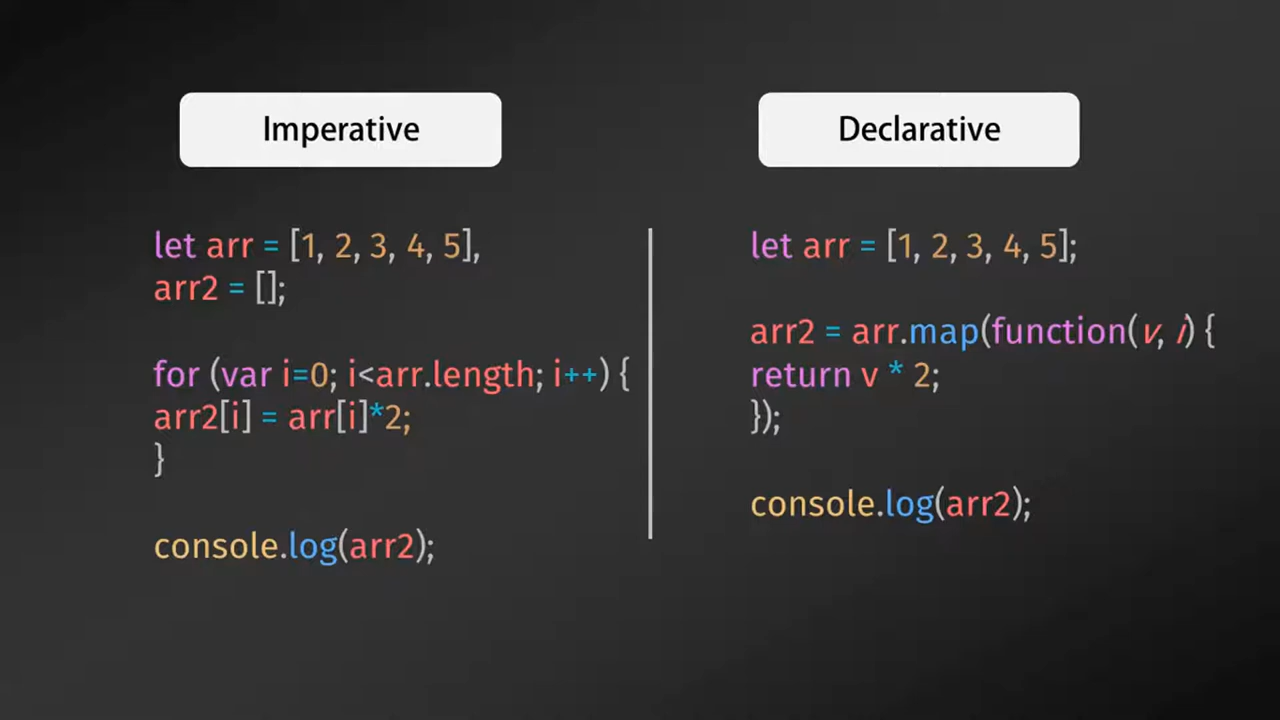 Imperative
let arr = [1, 2, 3, 4, 5],
arr2 = [];
for (var i=0; i<arr.length; i++) {
arr2[i] = arr[i]*2;
}
console.log(arr2);
Declarative
let arr = [1, 2, 3, 4, 5];
arr2 = arr.map(function(v, i) {
return v * 2;
});
console.log(arr2);